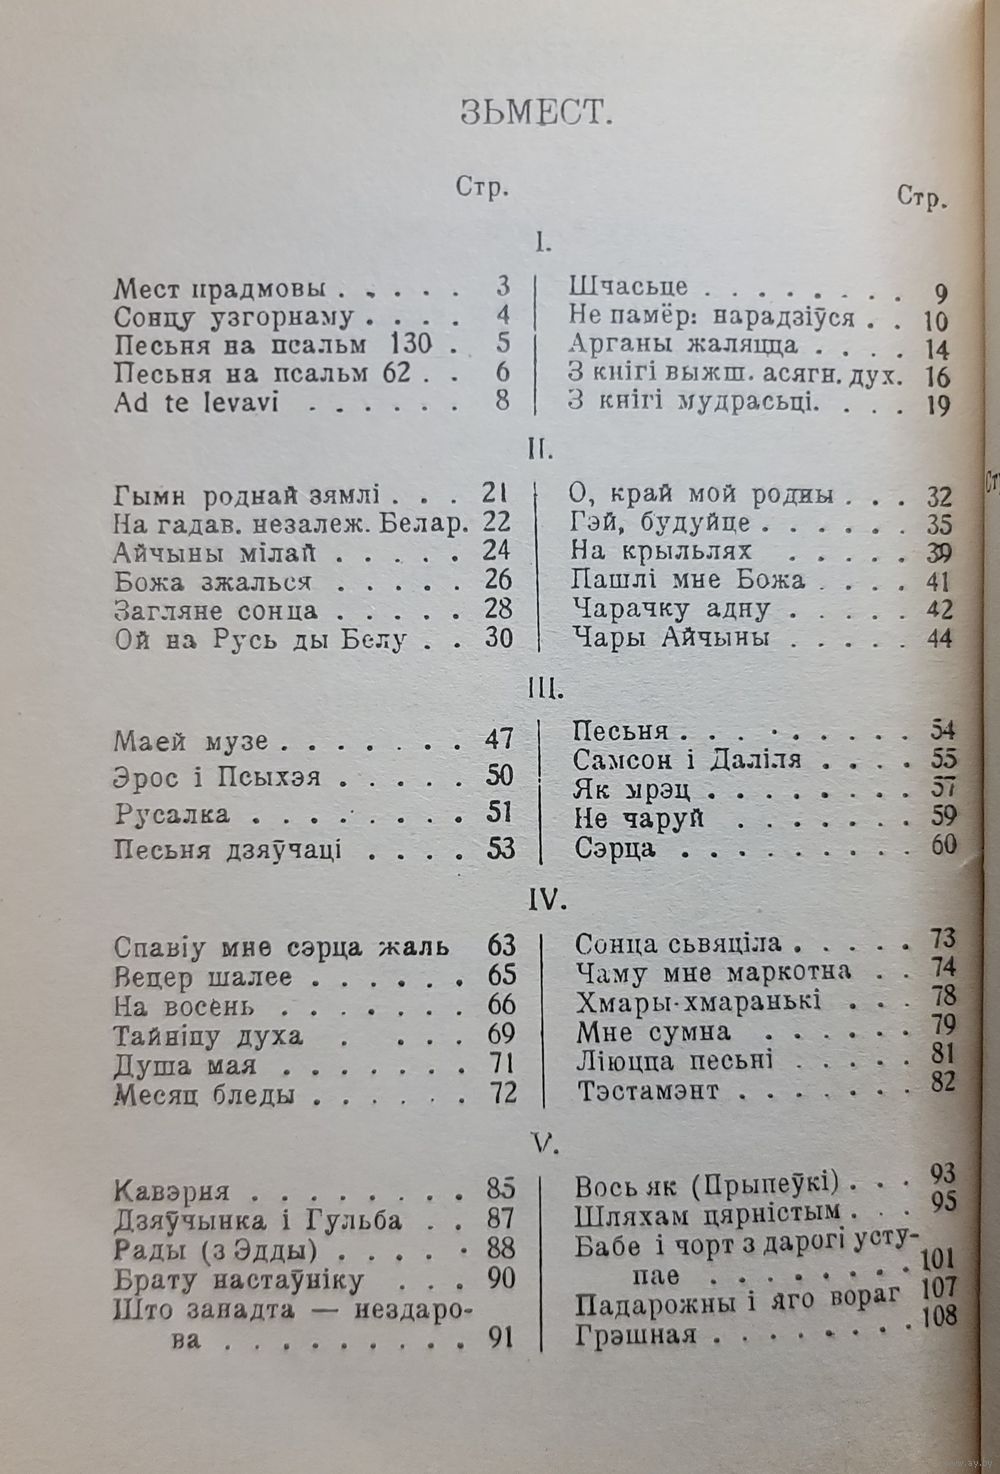 ЗЬМЕСТ.
Стр.
Стр.
I.
Мест прадмовы . . . . . 3
Сонцу узгорнаму . . . . 4
Песьня на псальм 130 . 5
Песьня на псальм 62 . . 6
Ad te levavi . . . . . . 8
Шчасьце . . . . . . . . 9
Не памёр: нарадзіўся . . 10
Арганы жаляцца . . . . 14
З кнігі выжш. асягн. дух. 16
З кнігі мудрасьці. . . . 19
II.
Гымн роднай зямлі . . . 21
На гадав. незалеж. Белар. 22
Айчыны мілай . . . . . 24
Божа зжалься . . . . . 26
Загляне сонца . . . . . 28
Ой на Русь ды Белу . . 30
О, край мой родны . . . 32
Гэй, будуйце . . . . . . 35
На крыльлях . . . . . 39
Пашлі мне Божа . . . . 41
Чарачку адну . . . . . 42
Чары Айчыны . . . . . 44
III.
Маей музе . . . . . . . 47
Эрос і Псыхэя . . . . . 50
Русалка . . . . . . . . 51
Песьня дзяўчаці . . . . 53
Песьня . . . . . . . . . 54
Самсон і Даліля . . . . 55
Як мрэц . . . . . . . . 57
Не чаруй . . . . . . . 59
Сэрца . . . . . . . . . 60
IV.
Спавіу мне сэрца жаль 63
Вецер шалее . . . . . . 65
На восень . . . . . . . 66
Тайніцу духа . . . . 69
Душа мая . . . . . . . 71
Месяц бледы . . . . . . 72
Сонца сьвяціла . . . . . 73
Чаму мне маркотна . . 74
Хмары-хмаранькі . . . 78
Мне сумна . . . . . . 79
Ліюцца песьні . . . . . 81
Тэстамэнт . . . . . . . 82
V.
Кавэрня . . . . . . . . 85
Дзяўчынка і Гульба . . 87
Рады (з Эдды) . . . . . 88
Брату настаўніку . . . 90
Што занадта — нездаро-
ва . . . . . . . . . 91
Вось як (Прыпеўкі) . . . 93
Шляхам цярністым . . . 95
Бабе і чорт з дарогі усту-
пае . . . . . . . . 101
Падарожны і яго вораг 107
Грэшная . . . . . . . . 108
www.ay.by